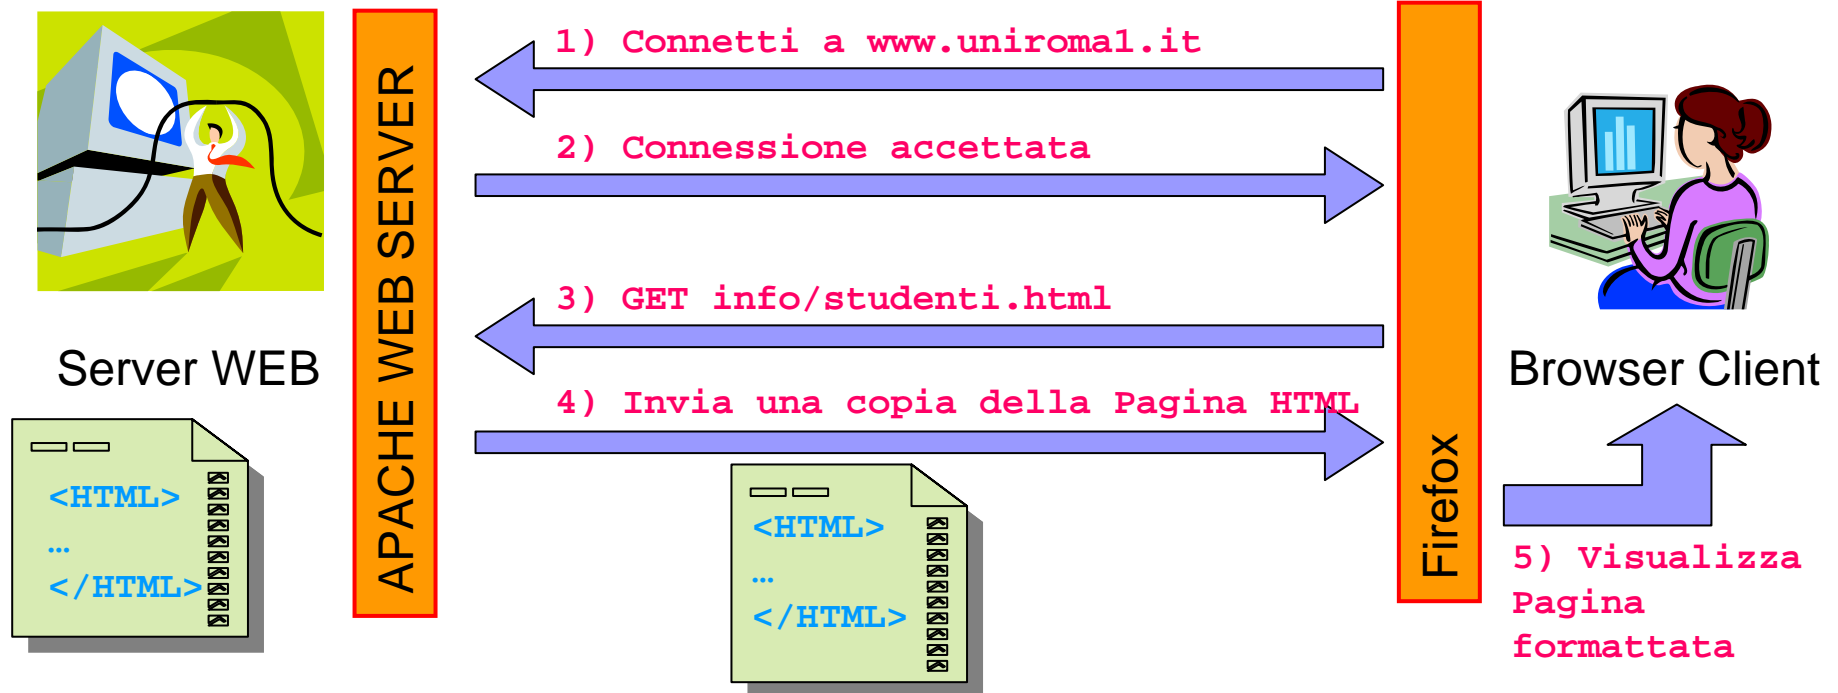 1) Connetti a www.uniroma1.it
2) Connessione accettata
3) GET info/studenti.html
4) Invia una copia della Pagina HTML
APACHE WEB SERVER
Firefox
Server WEB
Browser Client
<HTML>
…
</HTML>
<HTML>
…
</HTML>
5) Visualizza
Pagina
formattata